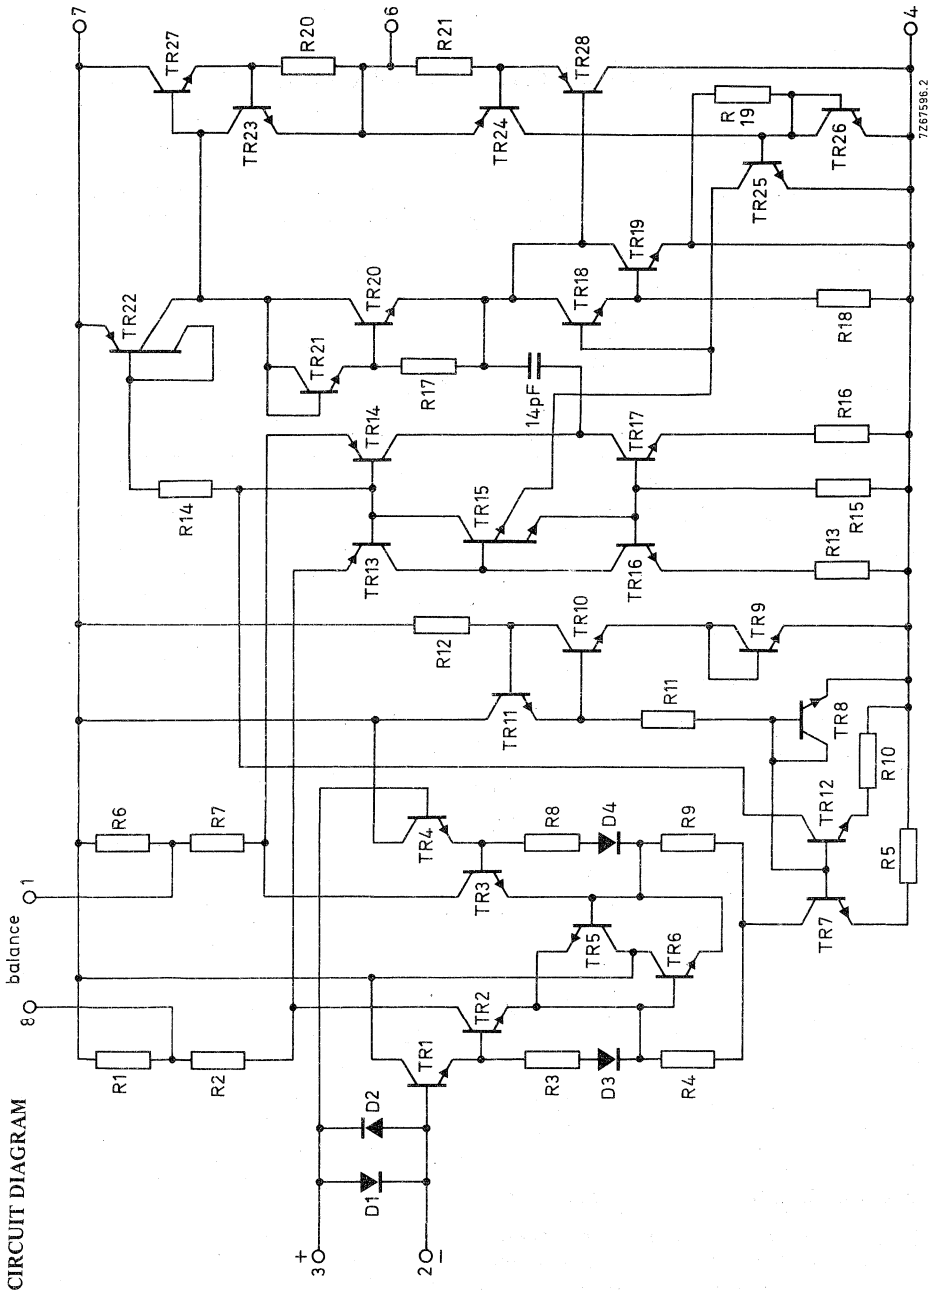 CIRCUIT DIAGRAM
balance
8
1
7
6
4
3
+
2
−
R1
R2
R6
R7
D1
D2
TR1
TR2
TR3
TR4
R3
D3
R4
TR5
TR6
R8
D4
R9
TR7
TR12
R5
R10
TR8
R11
TR11
TR10
TR9
R12
R14
TR13
TR14
TR15
TR16
TR17
R13
R15
R16
14pF
R17
TR21
TR20
TR22
TR18
TR19
R18
TR27
TR23
R20
R21
TR24
TR28
TR25
TR26
R
19
7Z67596.2